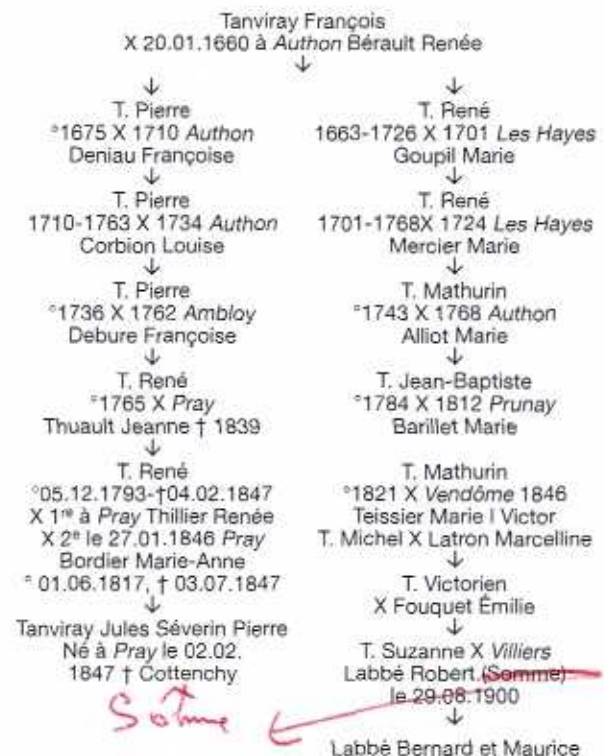 Tanviray François
X 20.01.1660 à Authon Bérault Renée
↓
↓
T. Pierre
°1675 X 1710 Authon
Deniau Françoise
↓
T. Pierre
1710-1763 X 1734 Authon
Corbion Louise
↓
T. Pierre
°1736 X 1762 Ambloy
Debure Françoise
↓
T. René
°1765 X Pray
Thuault Jeanne † 1839
↓
T. René
°05.12.1793-†04.02.1847
X 1re à Pray Thillier Renée
X 2e le 27.01.1846 Pray
Bordier Marie-Anne
° 01.06.1817, † 03.07.1847
↓
Tanviray Jules Séverin Pierre
Né à Pray le 02.02.
1847 † Cottenchy
Somme
↓
T. René
1663-1726 X 1701 Les Hayes
Goupil Marie
↓
T. René
1701-1768X 1724 Les Hayes
Mercier Marie
↓
T. Mathurin
°1743 X 1768 Authon
Alliot Marie
↓
T. Jean-Baptiste
°1784 X 1812 Prunay
Barillet Marie
T. Mathurin
°1821 X Vendôme 1846
Teissier Marie I Victor
T. Michel X Latron Marcelline
↓
T. Victorien
X Fouquet Émilie
↓
T. Suzanne X Villiers
Labbé Robert (Somme)
le 29.08.1900
↓
Labbé Bernard et Maurice